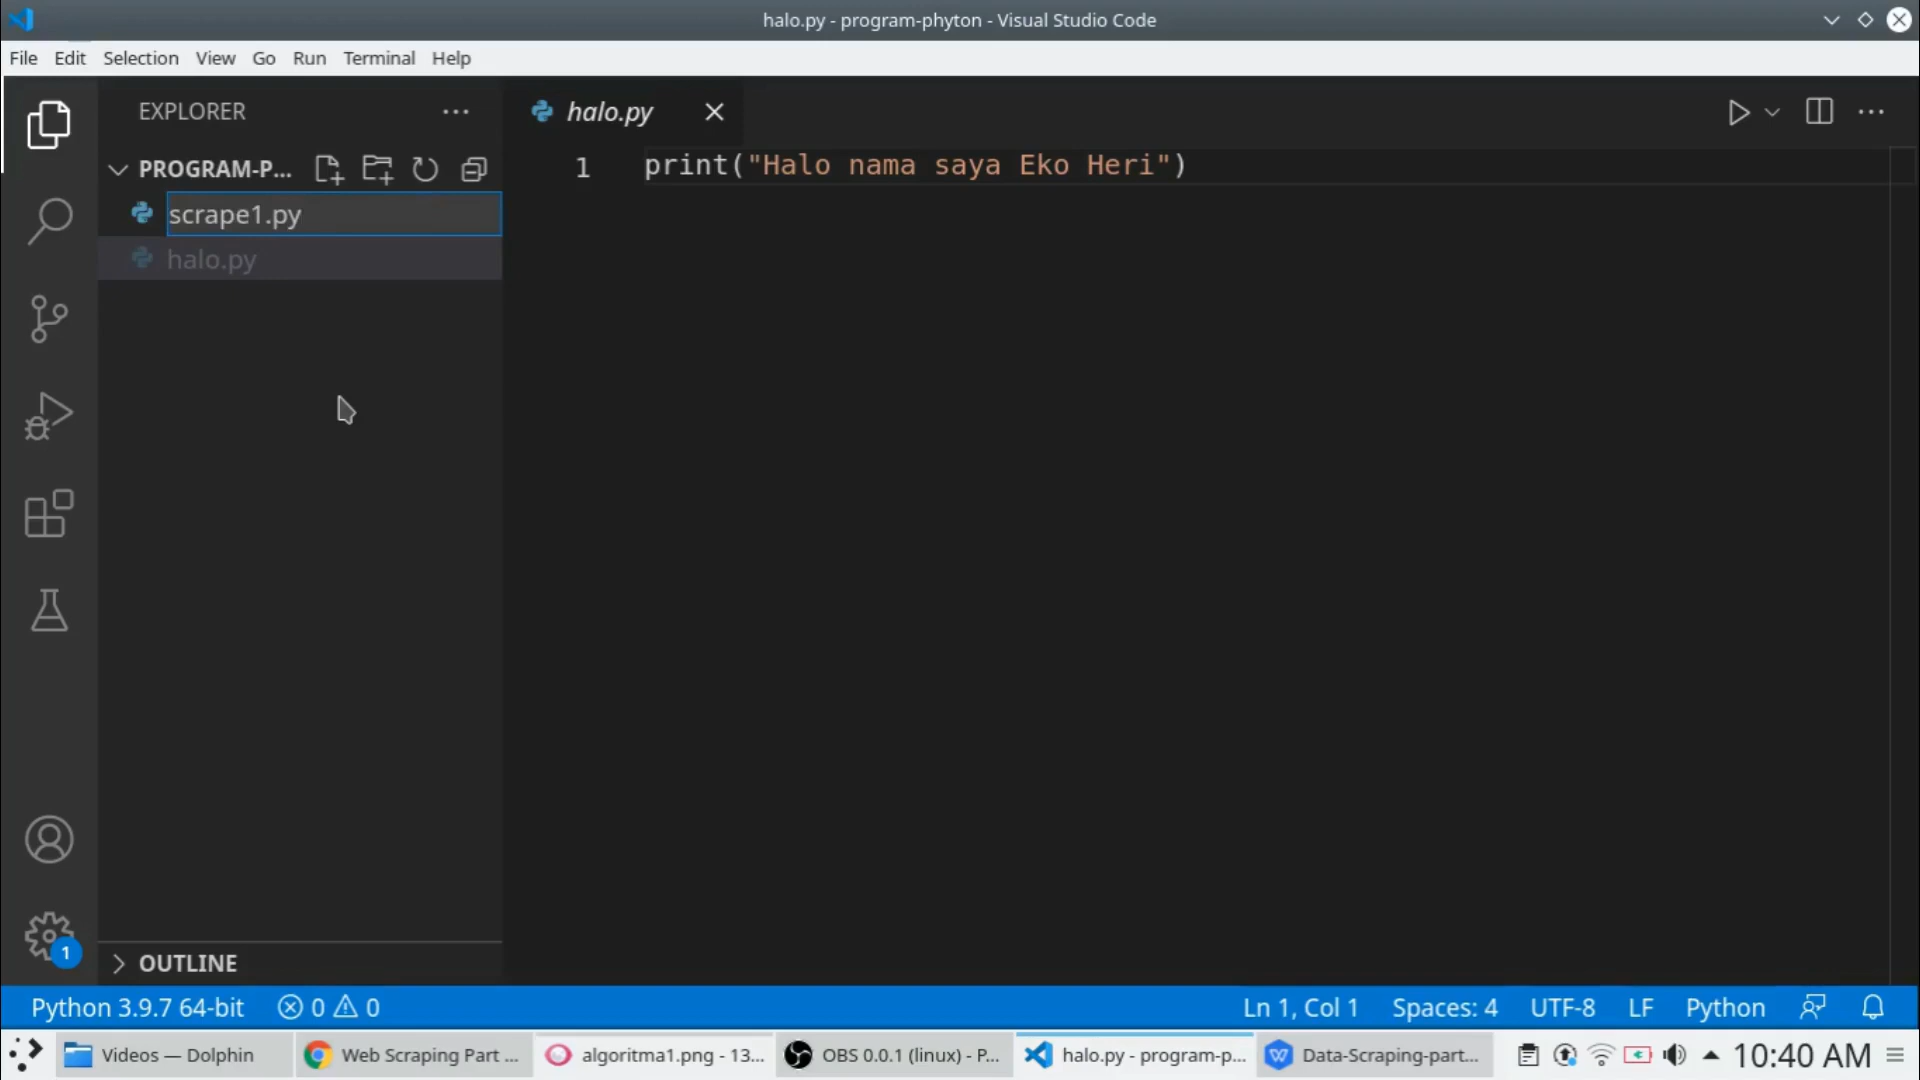 halo.py - program-phyton - Visual Studio Code
File Edit Selection View Go Run Terminal Help
EXPLORER ···
halo.py
PROGRAM-P...
1 print("Halo nama saya Eko Heri")
scrape1.py
halo.py
1
OUTLINE
Python 3.9.7 64-bit 0 0 Ln 1, Col 1 Spaces: 4 UTF-8 LF Python
Videos — Dolphin Web Scraping Part ... algoritma1.png - 13... OBS 0.0.1 (linux) - P... halo.py - program-p... Data-Scraping-part... 10:40 AM